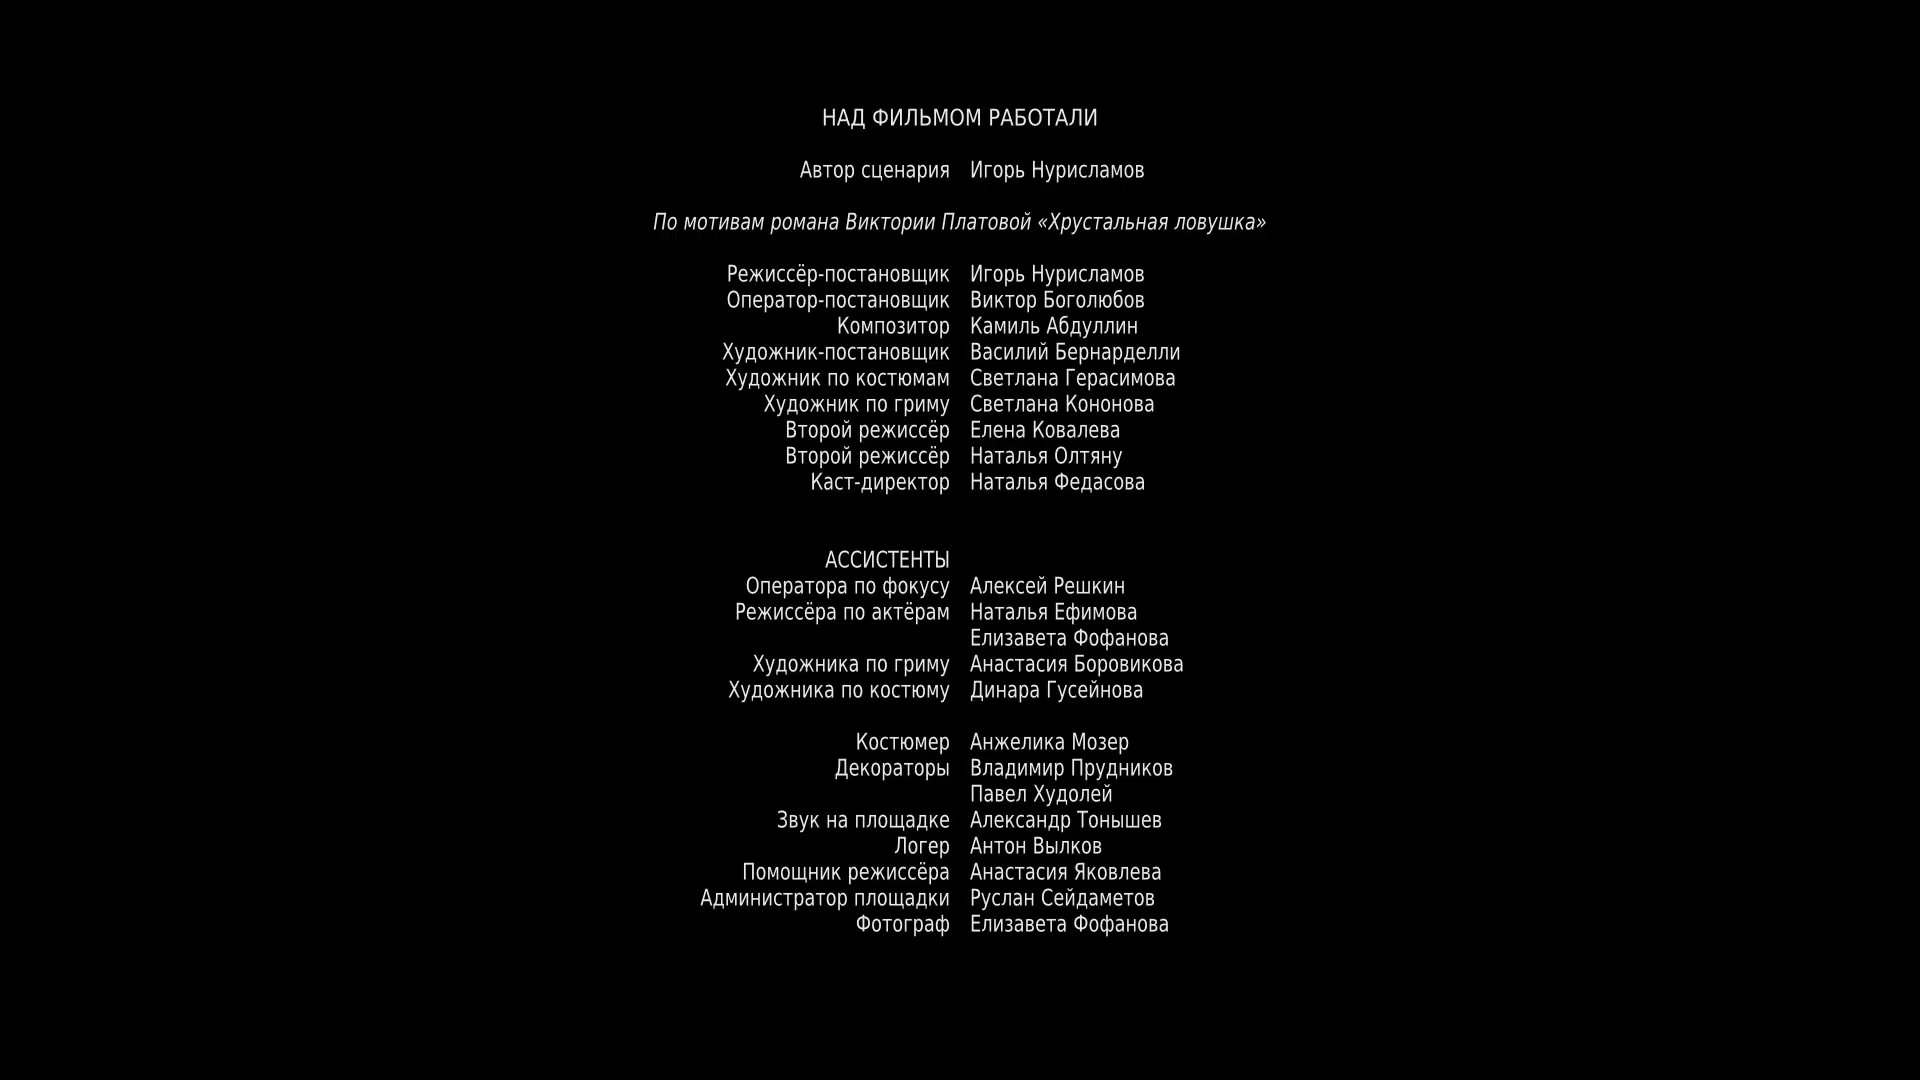 НАД ФИЛЬМОМ РАБОТАЛИ
Автор сценария Игорь Нурисламов
По мотивам романа Виктории Платовой «Хрустальная ловушка»
Режиссёр-постановщик Игорь Нурисламов
Оператор-постановщик Виктор Боголюбов
Композитор Камиль Абдуллин
Художник-постановщик Василий Бернарделли
Художник по костюмам Светлана Герасимова
Художник по гриму Светлана Кононова
Второй режиссёр Елена Ковалева
Второй режиссёр Наталья Олтяну
Каст-директор Наталья Федасова
АССИСТЕНТЫ
Оператора по фокусу Алексей Решкин
Режиссёра по актёрам Наталья Ефимова
Елизавета Фофанова
Художника по гриму Анастасия Боровикова
Художника по костюму Динара Гусейнова
Костюмер Анжелика Мозер
Декораторы Владимир Прудников
Павел Худолей
Звук на площадке Александр Тонышев
Логер Антон Вылков
Помощник режиссёра Анастасия Яковлева
Администратор площадки Руслан Сейдаметов
Фотограф Елизавета Фофанова